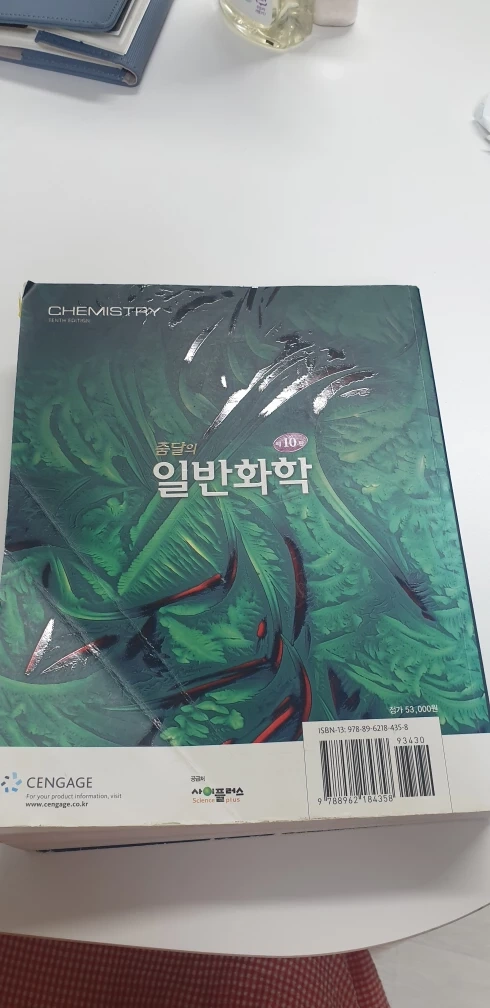 CHEMISTRY
TENTH EDITION
줌달의
제10판
일반화학
정가 53,000원
ISBN-13: 978-89-6218-435-8
93430
9 788962 184358
CENGAGE
For your product information, visit
www.cengage.co.kr
공급처
사이플러스
Science plus